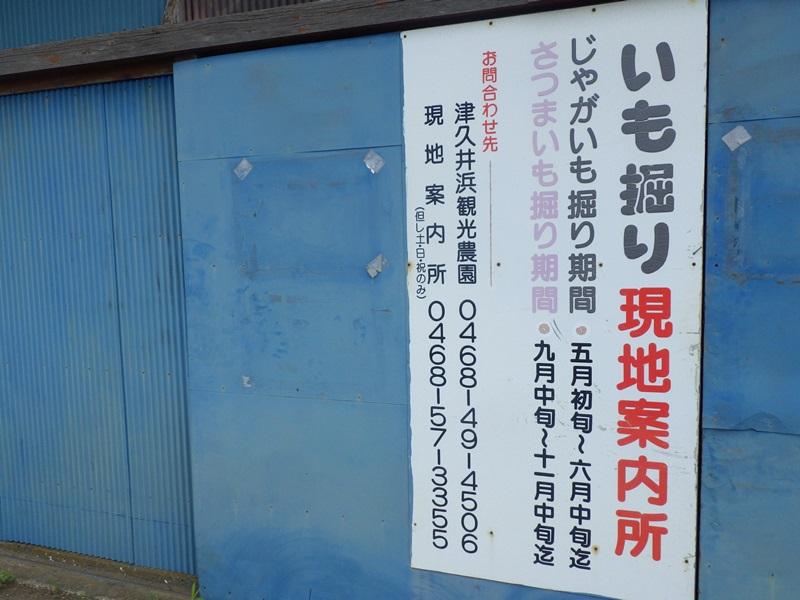 いも掘り現地案内所
じゃがいも掘り期間●五月初旬〜六月中旬迄
さつまいも掘り期間●九月中旬〜十一月中旬迄
お問合わせ先
津久井浜観光農園 0468-49-4506
現地案内所 0468-57-3355
(但し土・日・祝のみ)